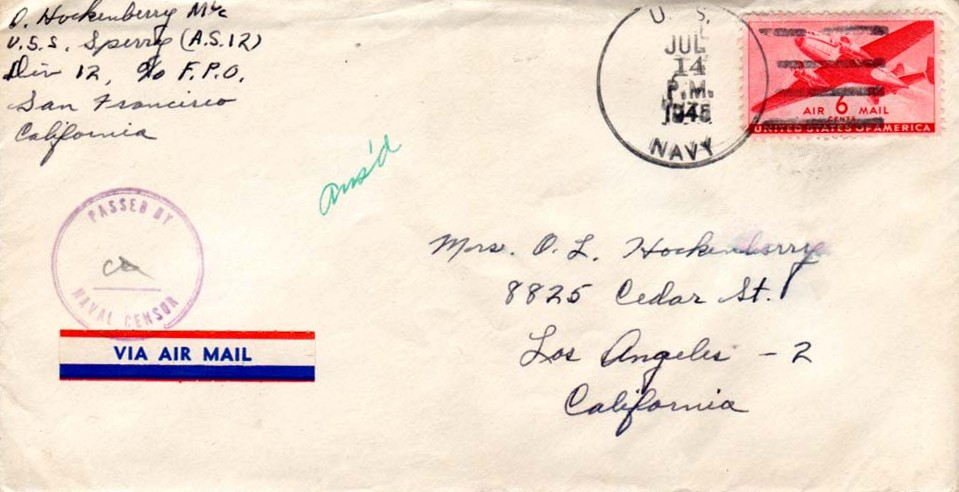 O. Hockenberry M1c
U.S.S. Sperry (A.S.12)
Div 12, c/o F.P.O.
San Francisco
California
U. S.
JUL
14
P.M.
1945
NAVY
AIR 6 MAIL
CENTS
UNITED STATES OF AMERICA
ans'd
PASSED BY
NAVAL CENSOR
VIA AIR MAIL
Mrs. O. L. Hockenberry
8825 Cedar St.
Los Angeles - 2
California